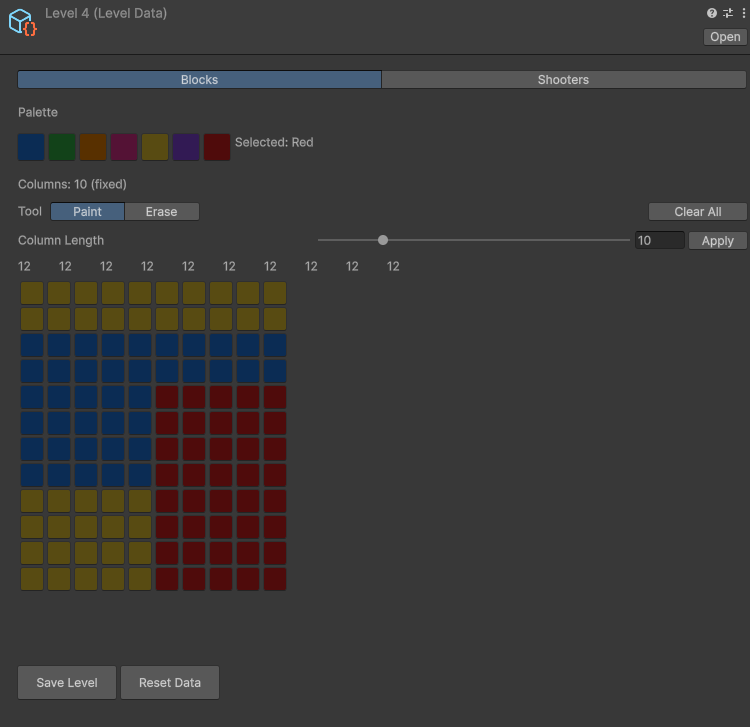 Level 4 (Level Data)
Open
Blocks Shooters
Palette
Selected: Red
Columns: 10 (fixed)
Tool Paint Erase Clear All
Column Length 10 Apply
12 12 12 12 12 12 12 12 12 12
Save Level Reset Data